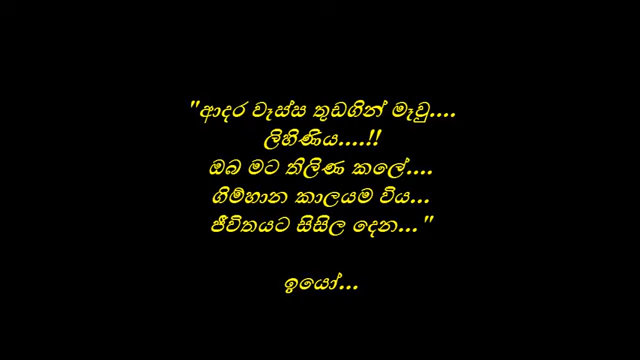 "ආදර වැස්ස තුඩගින් මැවු....
ලිහිණිය....!!
ඔබ මට තිලිණ කලේ....
ගිම්හාන කාලයම විය...
ජීවිතයට සිසිල දෙන..."
ඉයෝ...